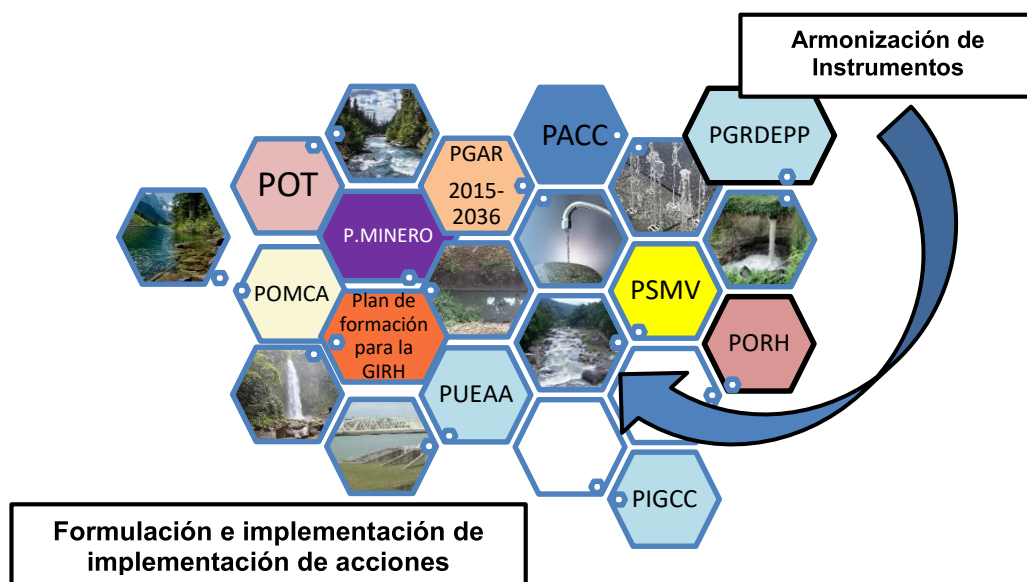 Armonización de
Instrumentos
PACC
PGRDEPP
PGAR
2015-
2036
POT
P.MINERO
POMCA
PSMV
Plan de
formación
para la
GIRH
PORH
PUEAA
PIGCC
Formulación e implementación de
implementación de acciones